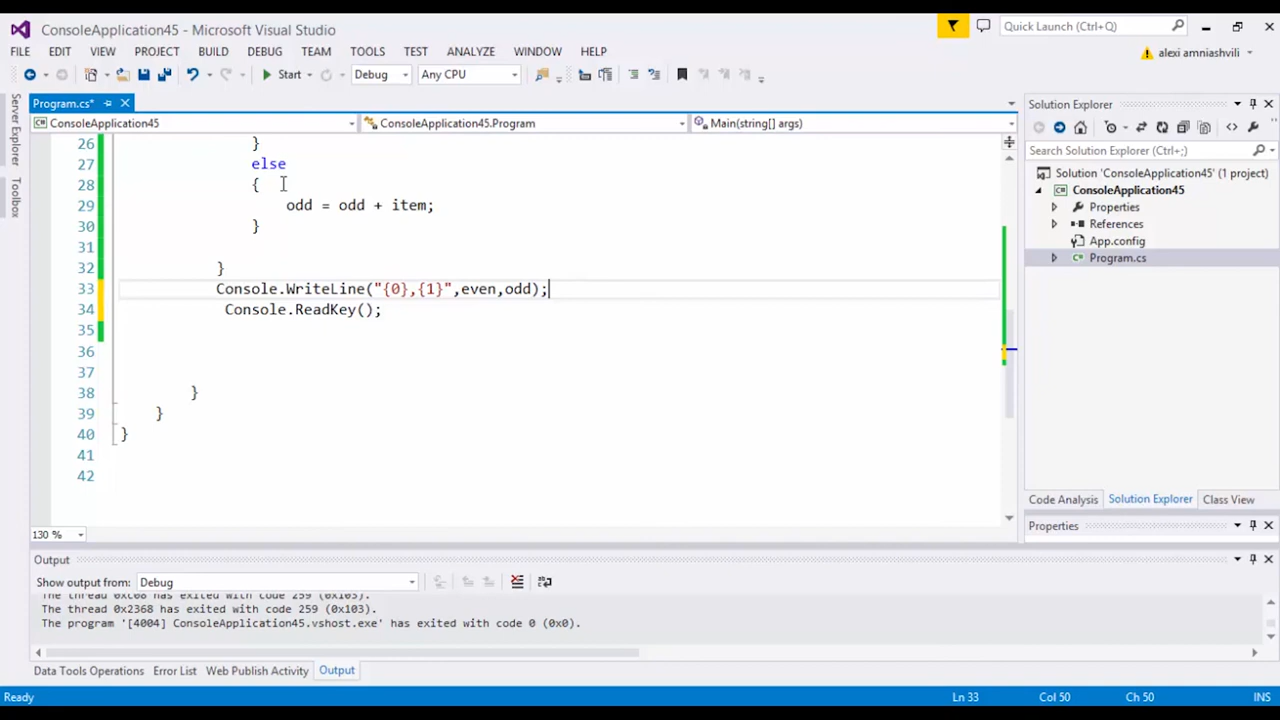 ConsoleApplication45 - Microsoft Visual Studio
Quick Launch (Ctrl+Q)
FILE EDIT VIEW PROJECT BUILD DEBUG TEAM TOOLS TEST ANALYZE WINDOW HELP
alexi amniashvili
Start Debug Any CPU
Server Explorer
Toolbox
Program.cs*
ConsoleApplication45 ConsoleApplication45.Program Main(string[] args)
26 }
27 else
28 {
29 odd = odd + item;
30 }
31
32 }
33 Console.WriteLine("{0},{1}",even,odd);
34 Console.ReadKey();
35
36
37
38 }
39 }
40 }
41
42
130 %
Solution Explorer
Search Solution Explorer (Ctrl+;)
Solution 'ConsoleApplication45' (1 project)
ConsoleApplication45
Properties
References
App.config
Program.cs
Code Analysis Solution Explorer Class View
Properties
Output
Show output from: Debug
The thread 0xc08 has exited with code 259 (0x103).
The thread 0x2368 has exited with code 259 (0x103).
The program '[4004] ConsoleApplication45.vshost.exe' has exited with code 0 (0x0).
Data Tools Operations Error List Web Publish Activity Output
Ready Ln 33 Col 50 Ch 50 INS